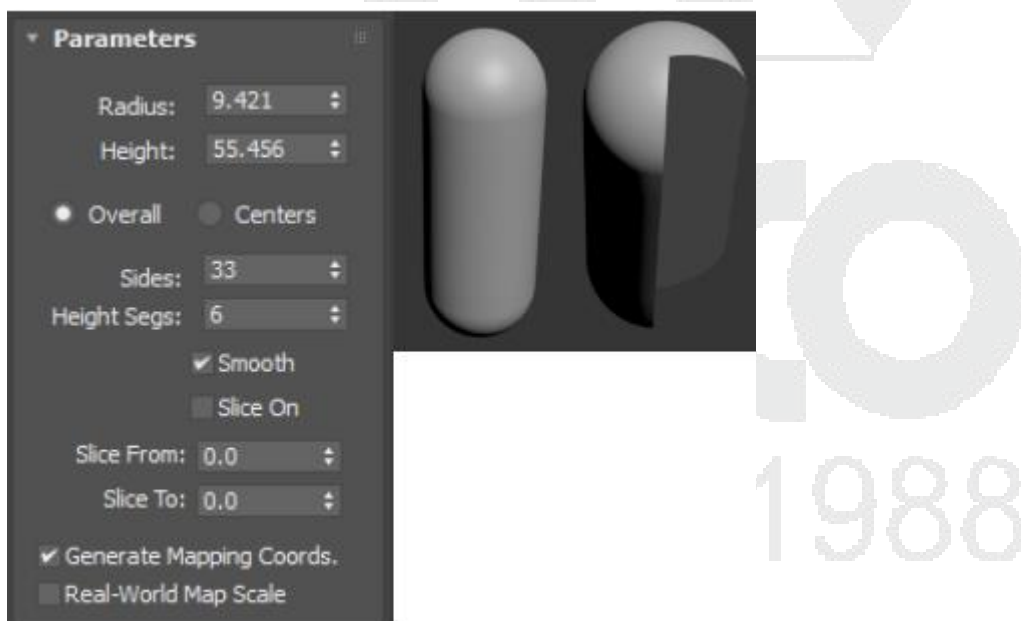 Parameters
Radius: 9.421
Height: 55.456
Overall Centers
Sides: 33
Height Segs: 6
Smooth
Slice On
Slice From: 0.0
Slice To: 0.0
Generate Mapping Coords.
Real-World Map Scale
1988